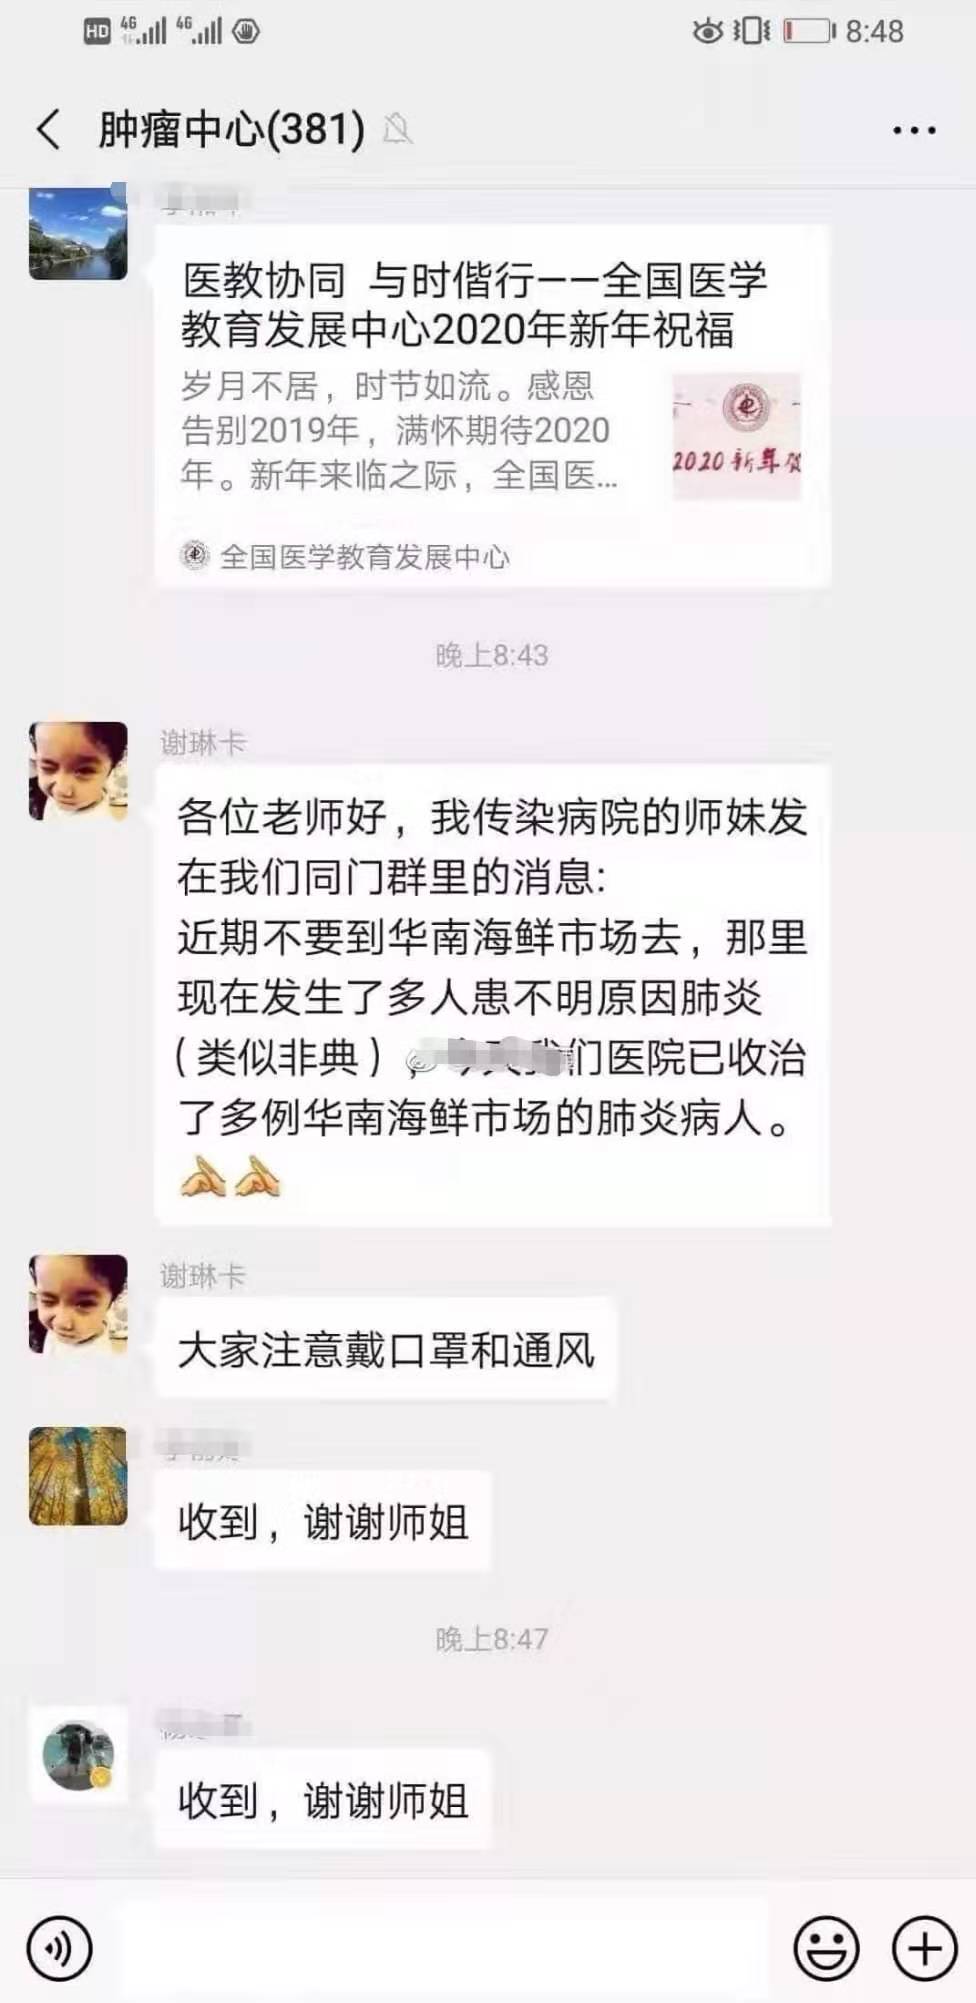 HD 4G 4G 8:48
肿瘤中心(381)
医教协同 与时偕行——全国医学
教育发展中心2020年新年祝福
岁月不居，时节如流。感恩
告别2019年，满怀期待2020
年。新年来临之际，全国医...
2020新年贺
全国医学教育发展中心
晚上8:43
谢琳卡
各位老师好，我传染病院的师妹发
在我们同门群里的消息:
近期不要到华南海鲜市场去，那里
现在发生了多人患不明原因肺炎
（类似非典），今天我们医院已收治
了多例华南海鲜市场的肺炎病人。
谢琳卡
大家注意戴口罩和通风
收到，谢谢师姐
晚上8:47
收到，谢谢师姐